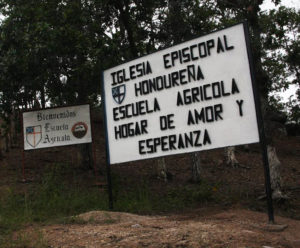 Bienvenidos
Escuela
Agricola
IGLESIA EPISCOPAL
HONDUREÑA
ESCUELA AGRICOLA
HOGAR DE AMOR Y
ESPERANZA